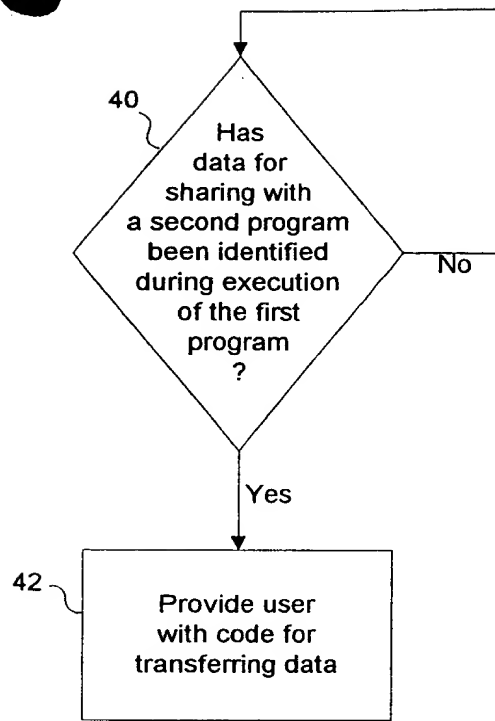 40
Has
data for
sharing with
a second program
been identified
during execution
of the first
program
?
No
Yes
42
Provide user
with code for
transferring data